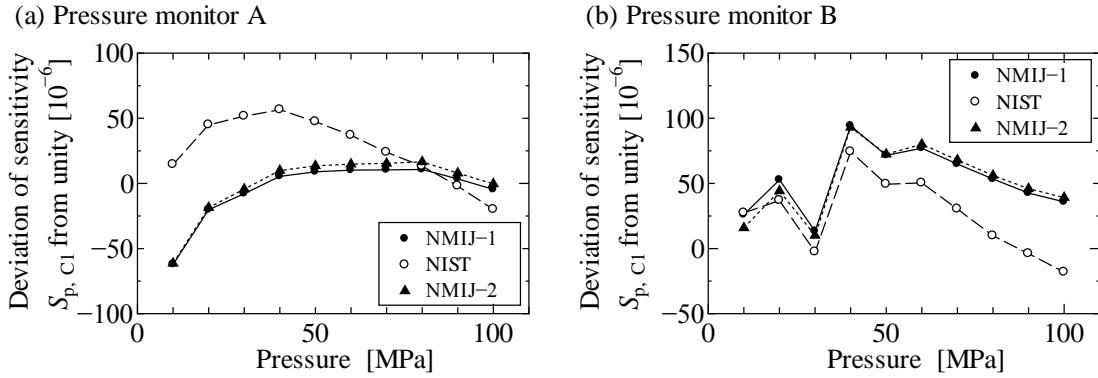 (a) Pressure monitor A
Deviation of sensitivity
S_p, C1 from unity [10^−6]
100
50
0
−50
−100
NMIJ−1
NIST
NMIJ−2
0
50
100
Pressure [MPa]
(b) Pressure monitor B
Deviation of sensitivity
S_p, C1 from unity [10^−6]
150
100
50
0
−50
NMIJ−1
NIST
NMIJ−2
0
50
100
Pressure [MPa]